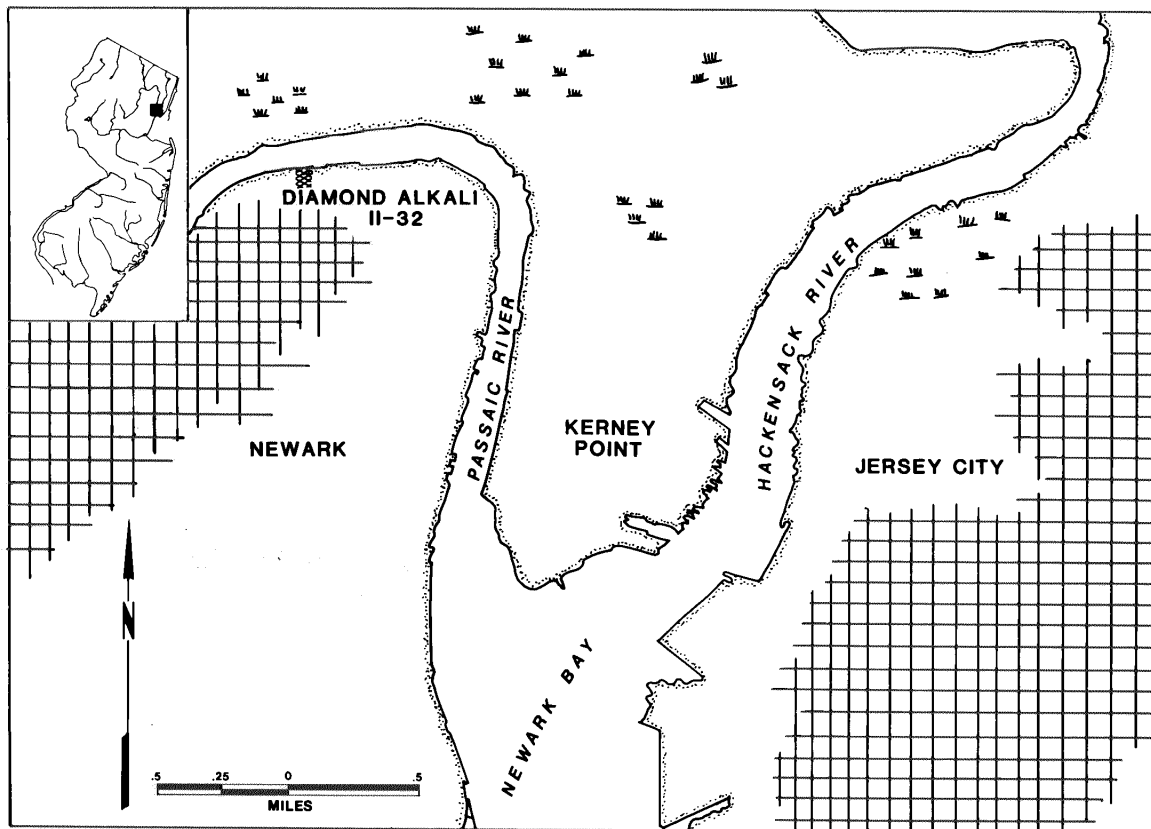 DIAMOND ALKALI
II-32
PASSAIC RIVER
HACKENSACK RIVER
NEWARK
KERNEY
POINT
JERSEY CITY
N
NEWARK BAY
.5 .25 0 .5
MILES